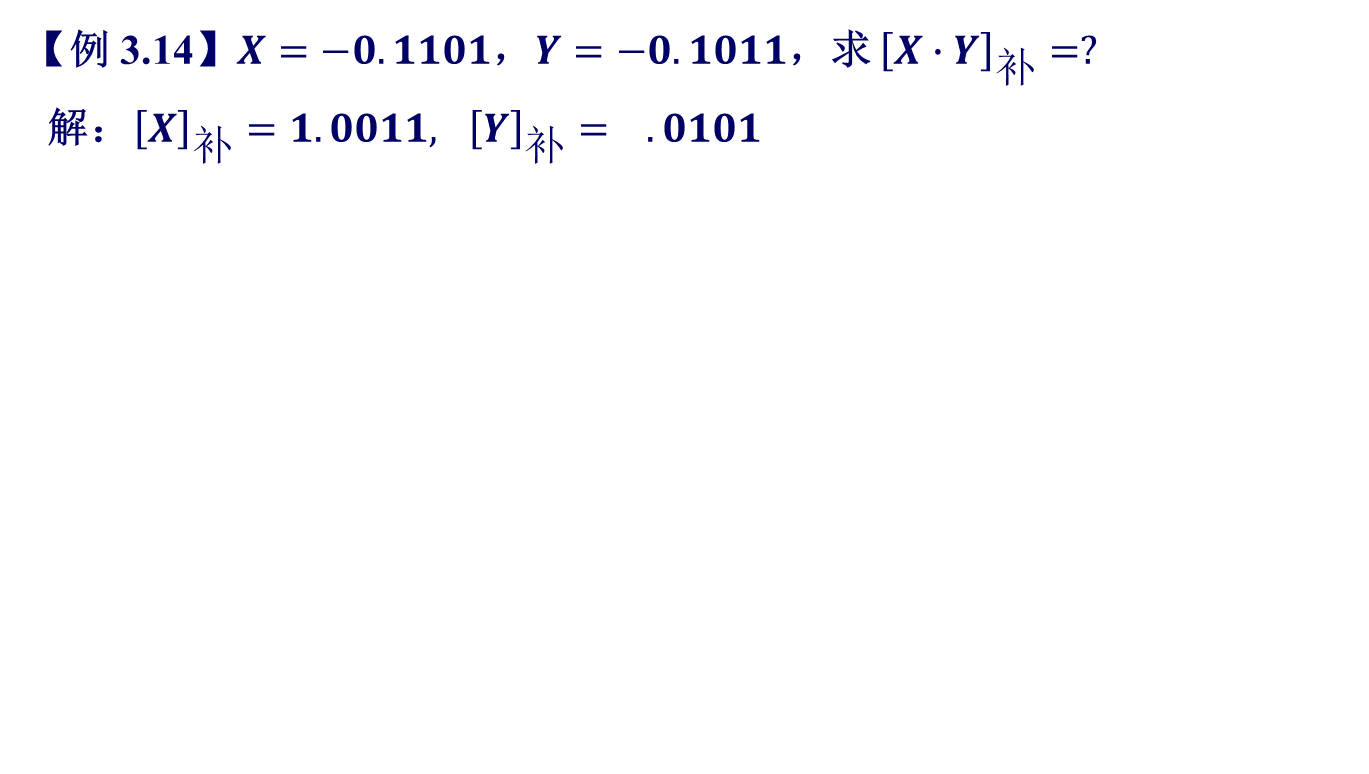 【例 3.14】X = −0.1101，Y = −0.1011，求 [X · Y]补 =?
解：[X]补 = 1.0011, [Y]补 = .0101